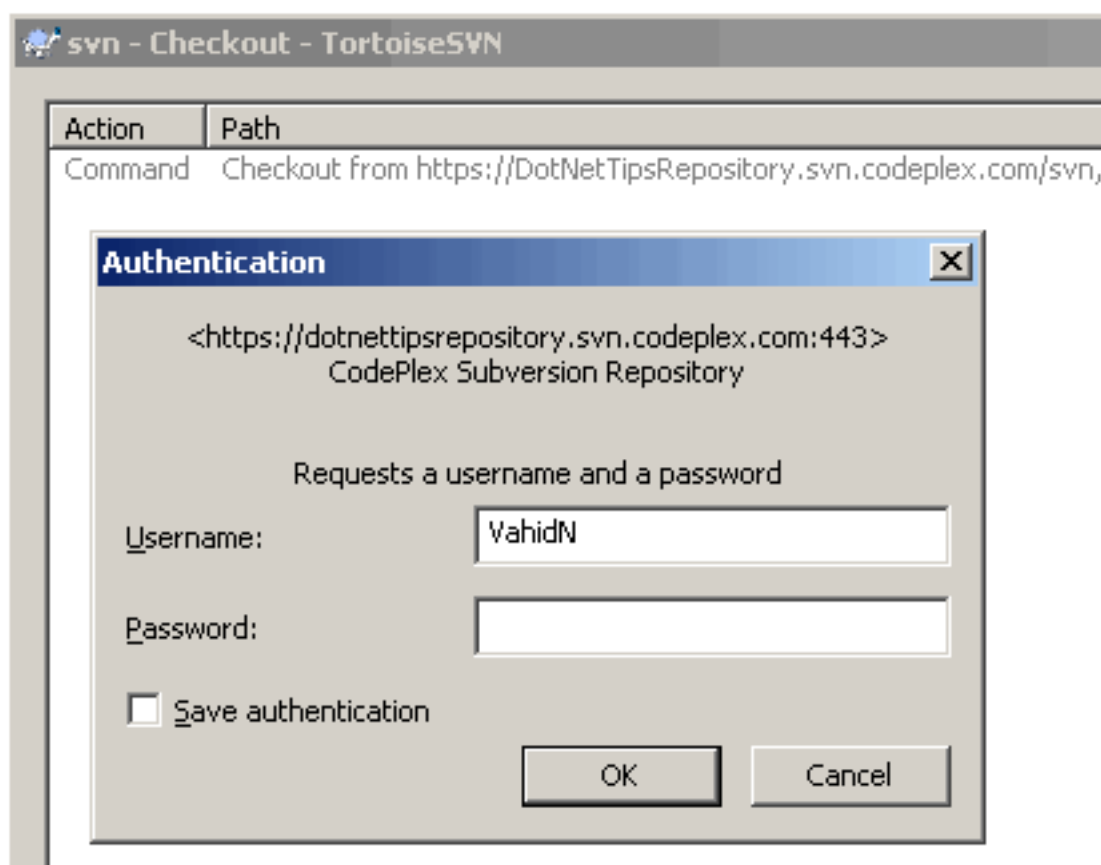 svn - Checkout - TortoiseSVN
Action Path
Command Checkout from https://DotNetTipsRepository.svn.codeplex.com/svn,
Authentication
<https://dotnettipsrepository.svn.codeplex.com:443>
CodePlex Subversion Repository
Requests a username and a password
Username: VahidN
Password:
Save authentication
OK Cancel